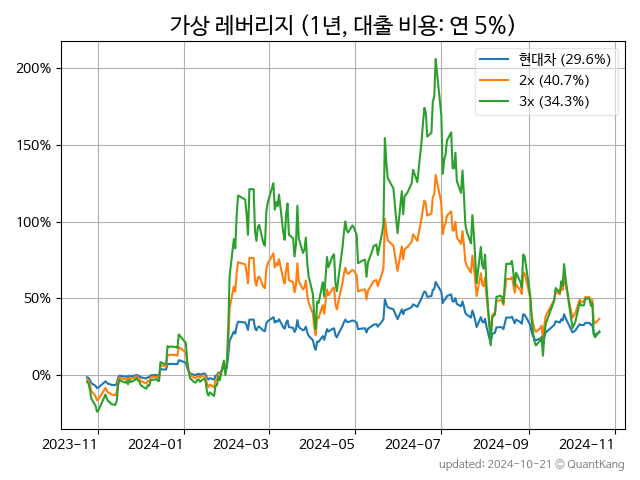 가상 레버리지 (1년, 대출 비용: 연 5%)
현대차 (29.6%)
2x (40.7%)
3x (34.3%)
200%
150%
100%
50%
0%
2023-11 2024-01 2024-03 2024-05 2024-07 2024-09 2024-11
updated: 2024-10-21 © QuantKang